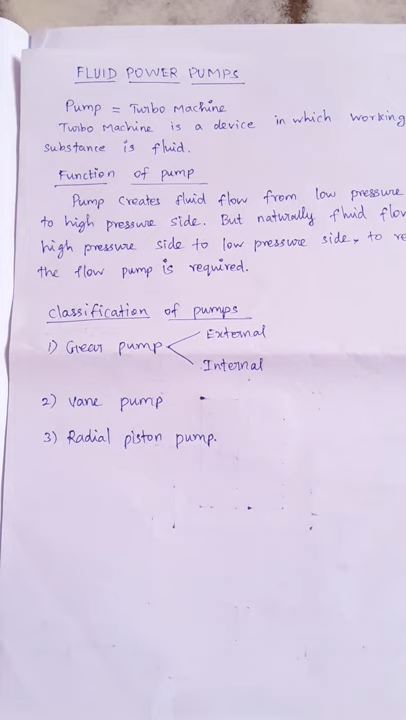 FLUID POWER PUMPS
Pump = Turbo Machine
Turbo Machine is a device in which working
substance is fluid.
Function of pump
Pump Creates fluid flow from low pressure
to high pressure side. But naturally fluid
high pressure side to low pressure side, to
the flow pump is required.
classification of pumps
External
1) Gear pump
Internal
2) Vane pump
3) Radial piston pump.